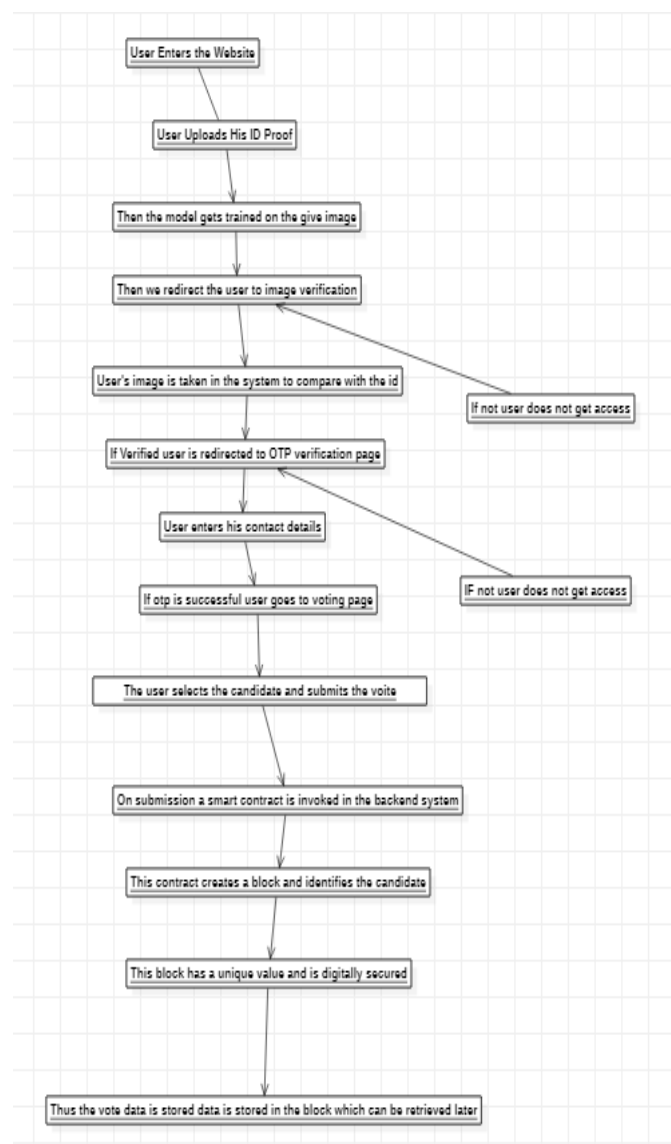 User Enters the Website
User Uploads His ID Proof
Then the model gets trained on the give image
Then we redirect the user to image verification
User's image is taken in the system to compare with the id
If not user does not get access
If Verified user is redirected to OTP verification page
User enters his contact details
IF not user does not get access
If otp is successful user goes to voting page
The user selects the candidate and submits the voite
On submission a smart contract is invoked in the backend system
This contract creates a block and identifies the candidate
This block has a unique value and is digitally secured
Thus the vote data is stored data is stored in the block which can be retrieved later